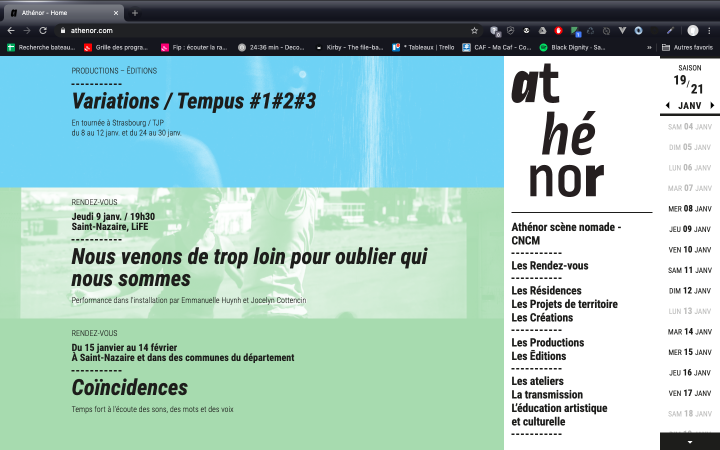 Athénor - Home
athenor.com
Recherche bateau...
Grille des progra...
Fip : écouter la ra...
24:36 min – Deco...
Kirby - The file-ba...
* Tableaux | Trello
CAF – Ma Caf – Co...
Black Dignity - Sa...
»
Autres favoris
PRODUCTIONS – ÉDITIONS
Variations / Tempus #1#2#3
En tournée à Strasbourg / TJP
du 8 au 12 janv. et du 24 au 30 janv.
RENDEZ-VOUS
Jeudi 9 janv. / 19h30
Saint-Nazaire, LiFE
Nous venons de trop loin pour oublier qui
nous sommes
Performance dans l'installation par Emmanuelle Huynh et Jocelyn Cottencin
RENDEZ-VOUS
Du 15 janvier au 14 février
À Saint-Nazaire et dans des communes du département
Coïncidences
Temps fort à l'écoute des sons, des mots et des voix
at
hé
nor
Athénor scène nomade -
CNCM
Les Rendez-vous
Les Résidences
Les Projets de territoire
Les Créations
Les Productions
Les Éditions
Les ateliers
La transmission
L'éducation artistique
et culturelle
SAISON
19/21
JANV
SAM 04 JANV
DIM 05 JANV
LUN 06 JANV
MAR 07 JANV
MER 08 JANV
JEU 09 JANV
VEN 10 JANV
SAM 11 JANV
DIM 12 JANV
LUN 13 JANV
MAR 14 JANV
MER 15 JANV
JEU 16 JANV
VEN 17 JANV
SAM 18 JANV